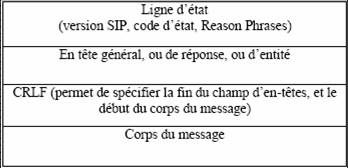 Ligne d'état
(version SIP, code d'état, Reason Phrases)
En tête général, ou de réponse, ou d'entité
CRLF (permet de spécifier la fin du champ d'en-têtes, et le
début du corps du message)
Corps du message